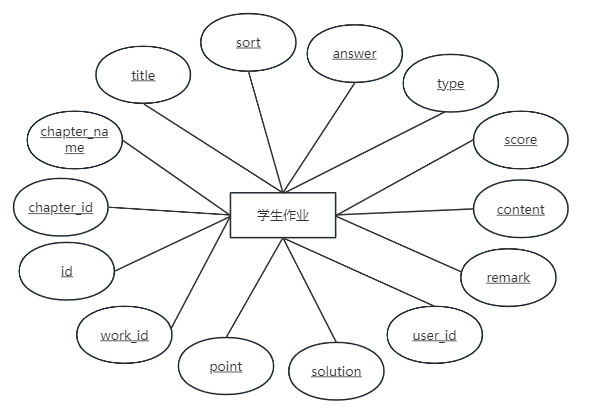 sort
answer
title
type
chapter_na
me
score
chapter_id
content
学生作业
id
remark
work_id
user_id
point
solution